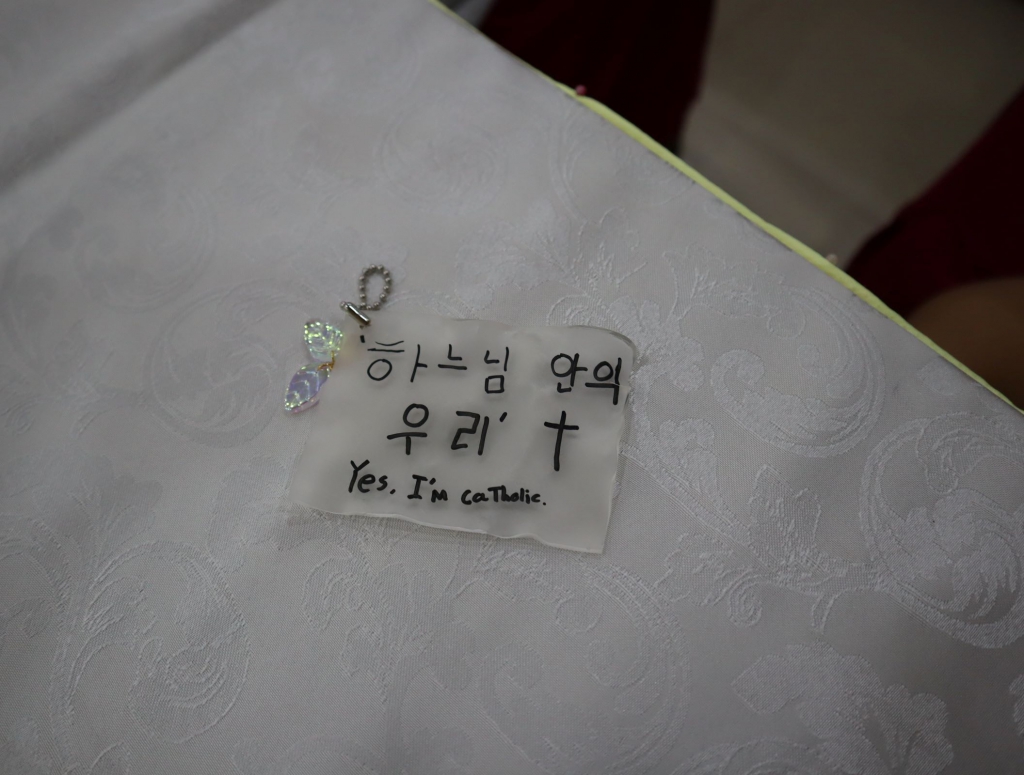 '하느님 안의
우리' †
Yes. I'm catholic.